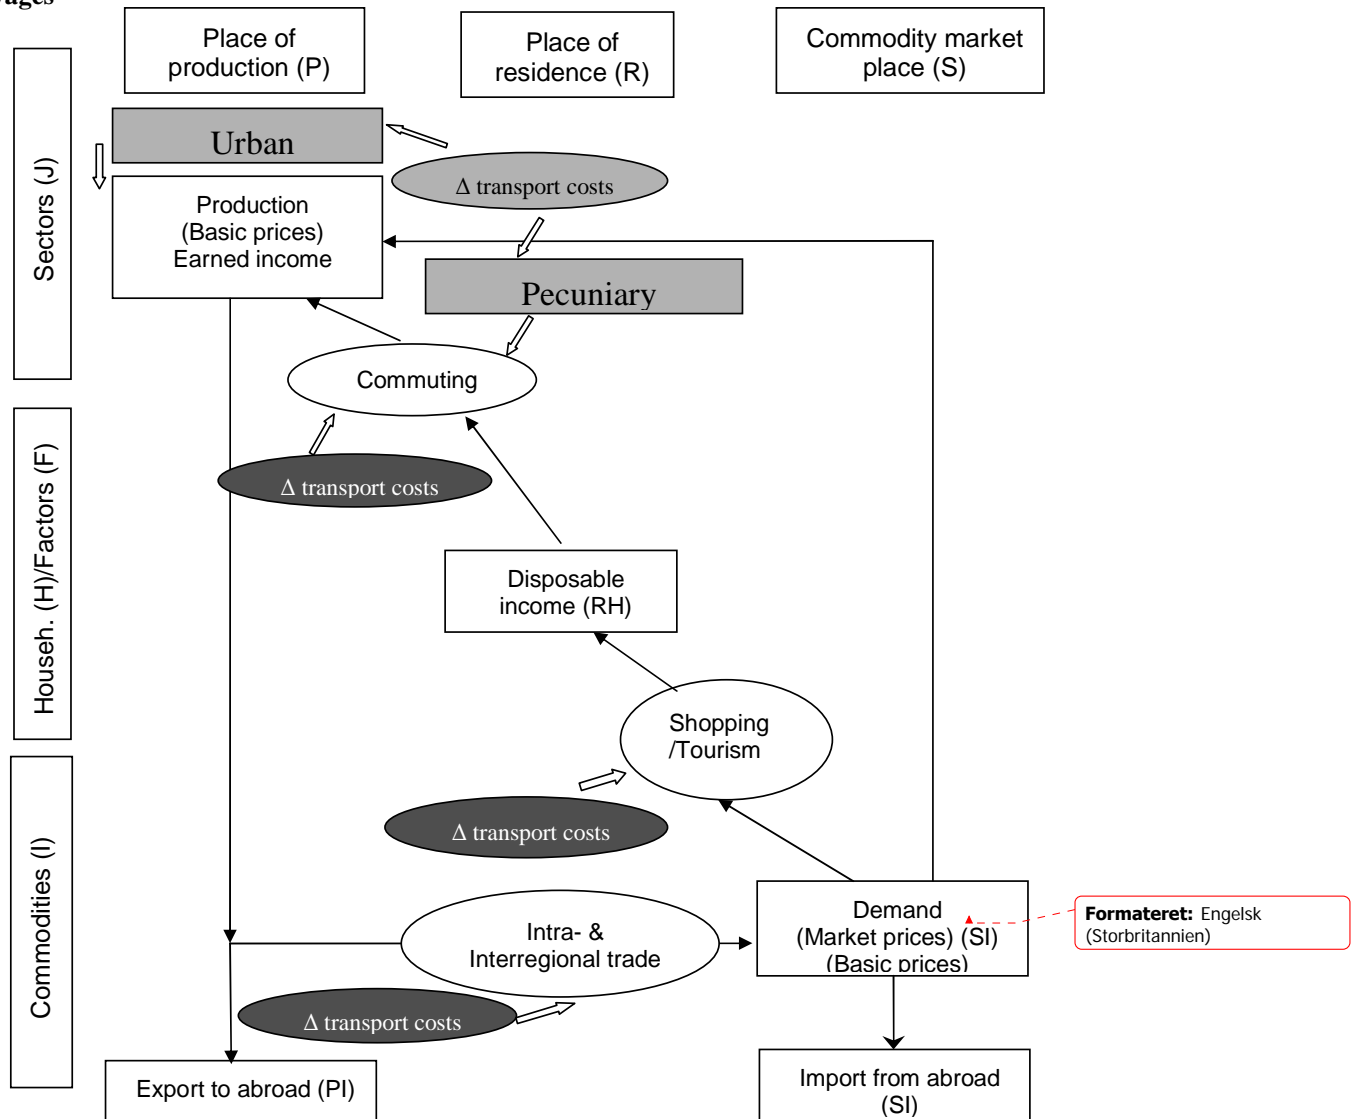 Place of
production (P)
Place of
residence (R)
Commodity market
place (S)
Sectors (J)
Urban
Δ transport costs
Production
(Basic prices)
Earned income
Pecuniary
Commuting
Househ. (H)/Factors (F)
Δ transport costs
Disposable
income (RH)
Shopping
/Tourism
Δ transport costs
Commodities (I)
Intra- &
Interregional trade
Demand
(Market prices) (SI)
(Basic prices)
Formateret: Engelsk
(Storbritannien)
Δ transport costs
Export to abroad (PI)
Import from abroad
(SI)